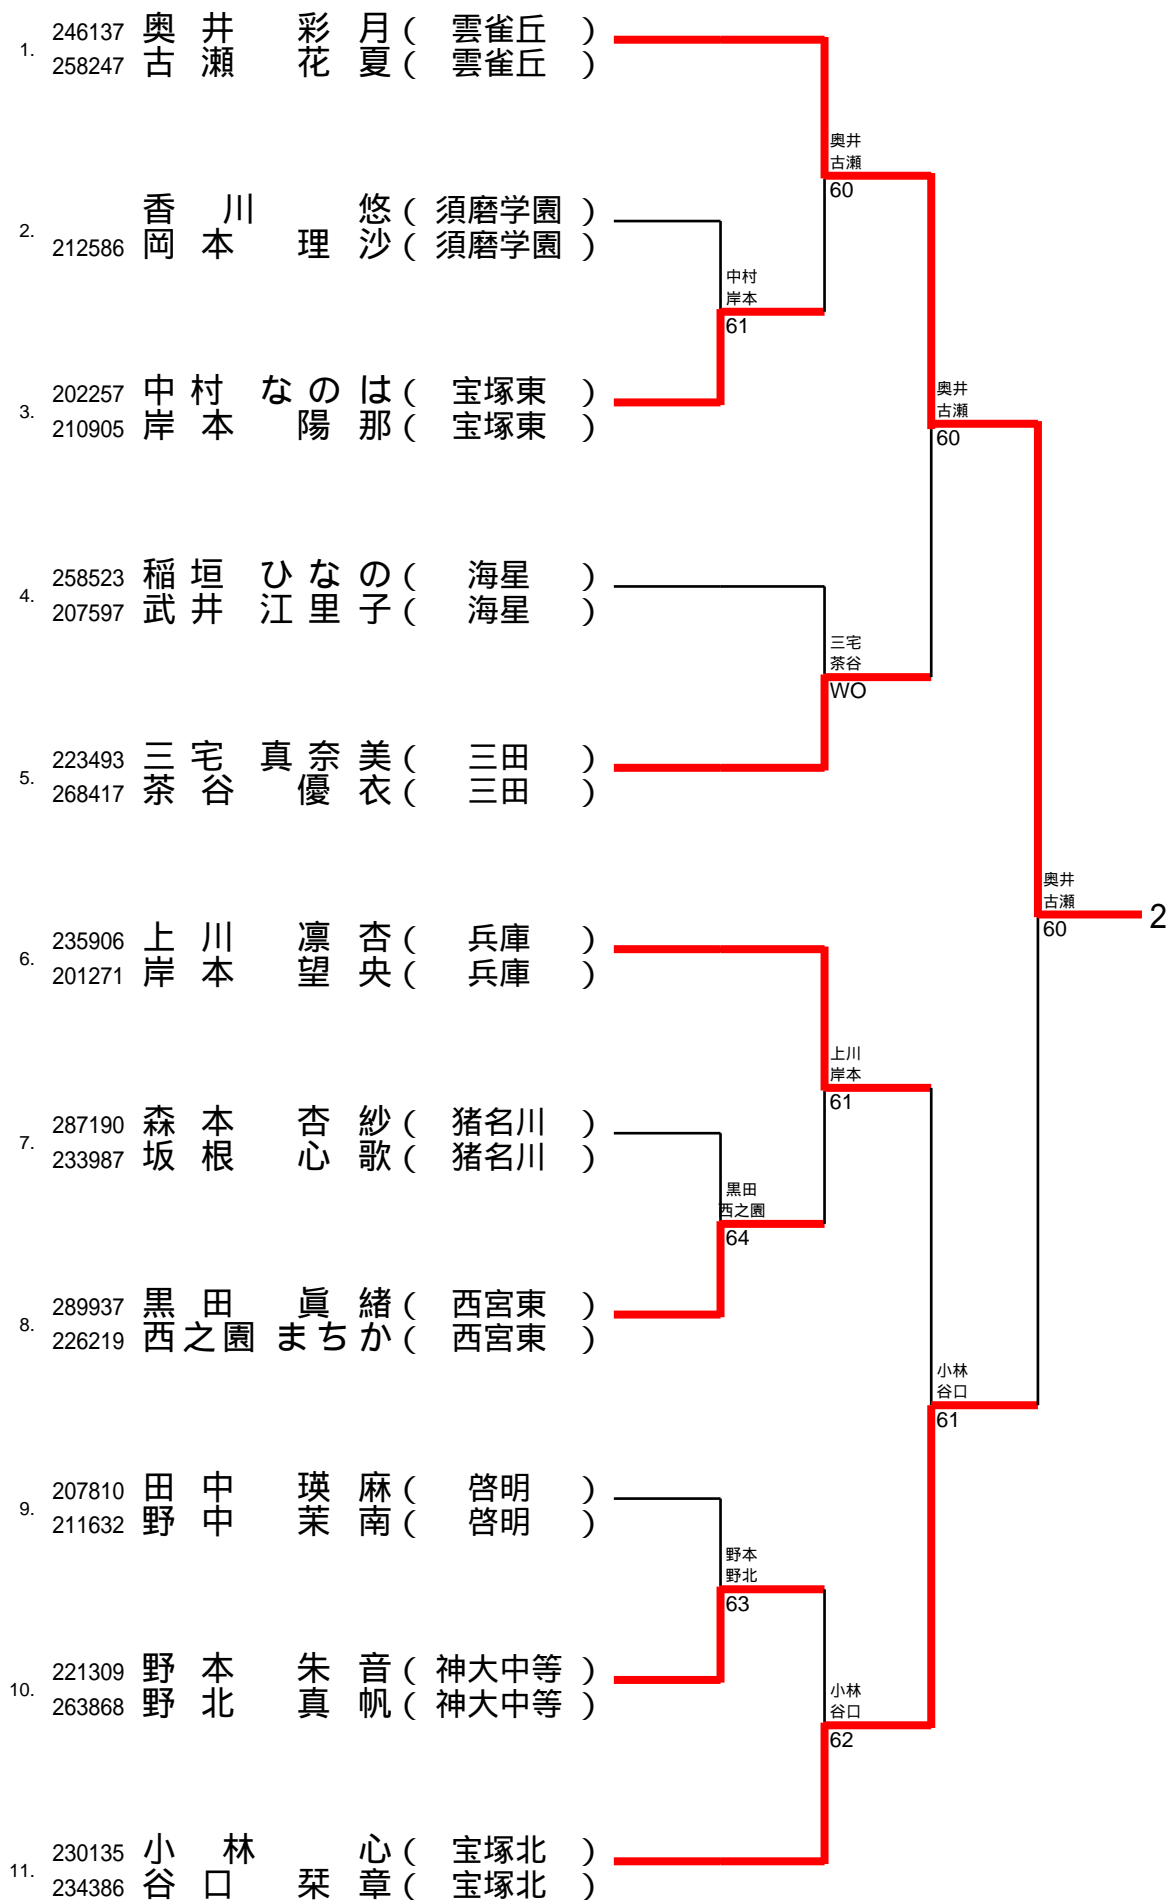 1.
246137 奥井 彩月 ( 雲雀丘 )
258247 古瀬 花夏 ( 雲雀丘 )
奥井
古瀬
60
2.
香川 悠 ( 須磨学園 )
212586 岡本 理沙 ( 須磨学園 )
中村
岸本
61
3.
202257 中村 なのは ( 宝塚東 )
210905 岸本 陽那 ( 宝塚東 )
奥井
古瀬
60
4.
258523 稲垣 ひなの ( 海星 )
207597 武井 江里子 ( 海星 )
三宅
茶谷
WO
5.
223493 三宅 真奈美 ( 三田 )
268417 茶谷 優衣 ( 三田 )
奥井
古瀬
60
2
6.
235906 上川 凛杏 ( 兵庫 )
201271 岸本 望央 ( 兵庫 )
上川
岸本
61
7.
287190 森本 杏紗 ( 猪名川 )
233987 坂根 心歌 ( 猪名川 )
黒田
西之園
64
8.
289937 黒田 眞緒 ( 西宮東 )
226219 西之園 まちか ( 西宮東 )
小林
谷口
61
9.
207810 田中 瑛麻 ( 啓明 )
211632 野中 茉南 ( 啓明 )
野本
野北
63
10.
221309 野本 朱音 ( 神大中等 )
263868 野北 真帆 ( 神大中等 )
小林
谷口
62
11.
230135 小林 心 ( 宝塚北 )
234386 谷口 栞章 ( 宝塚北 )